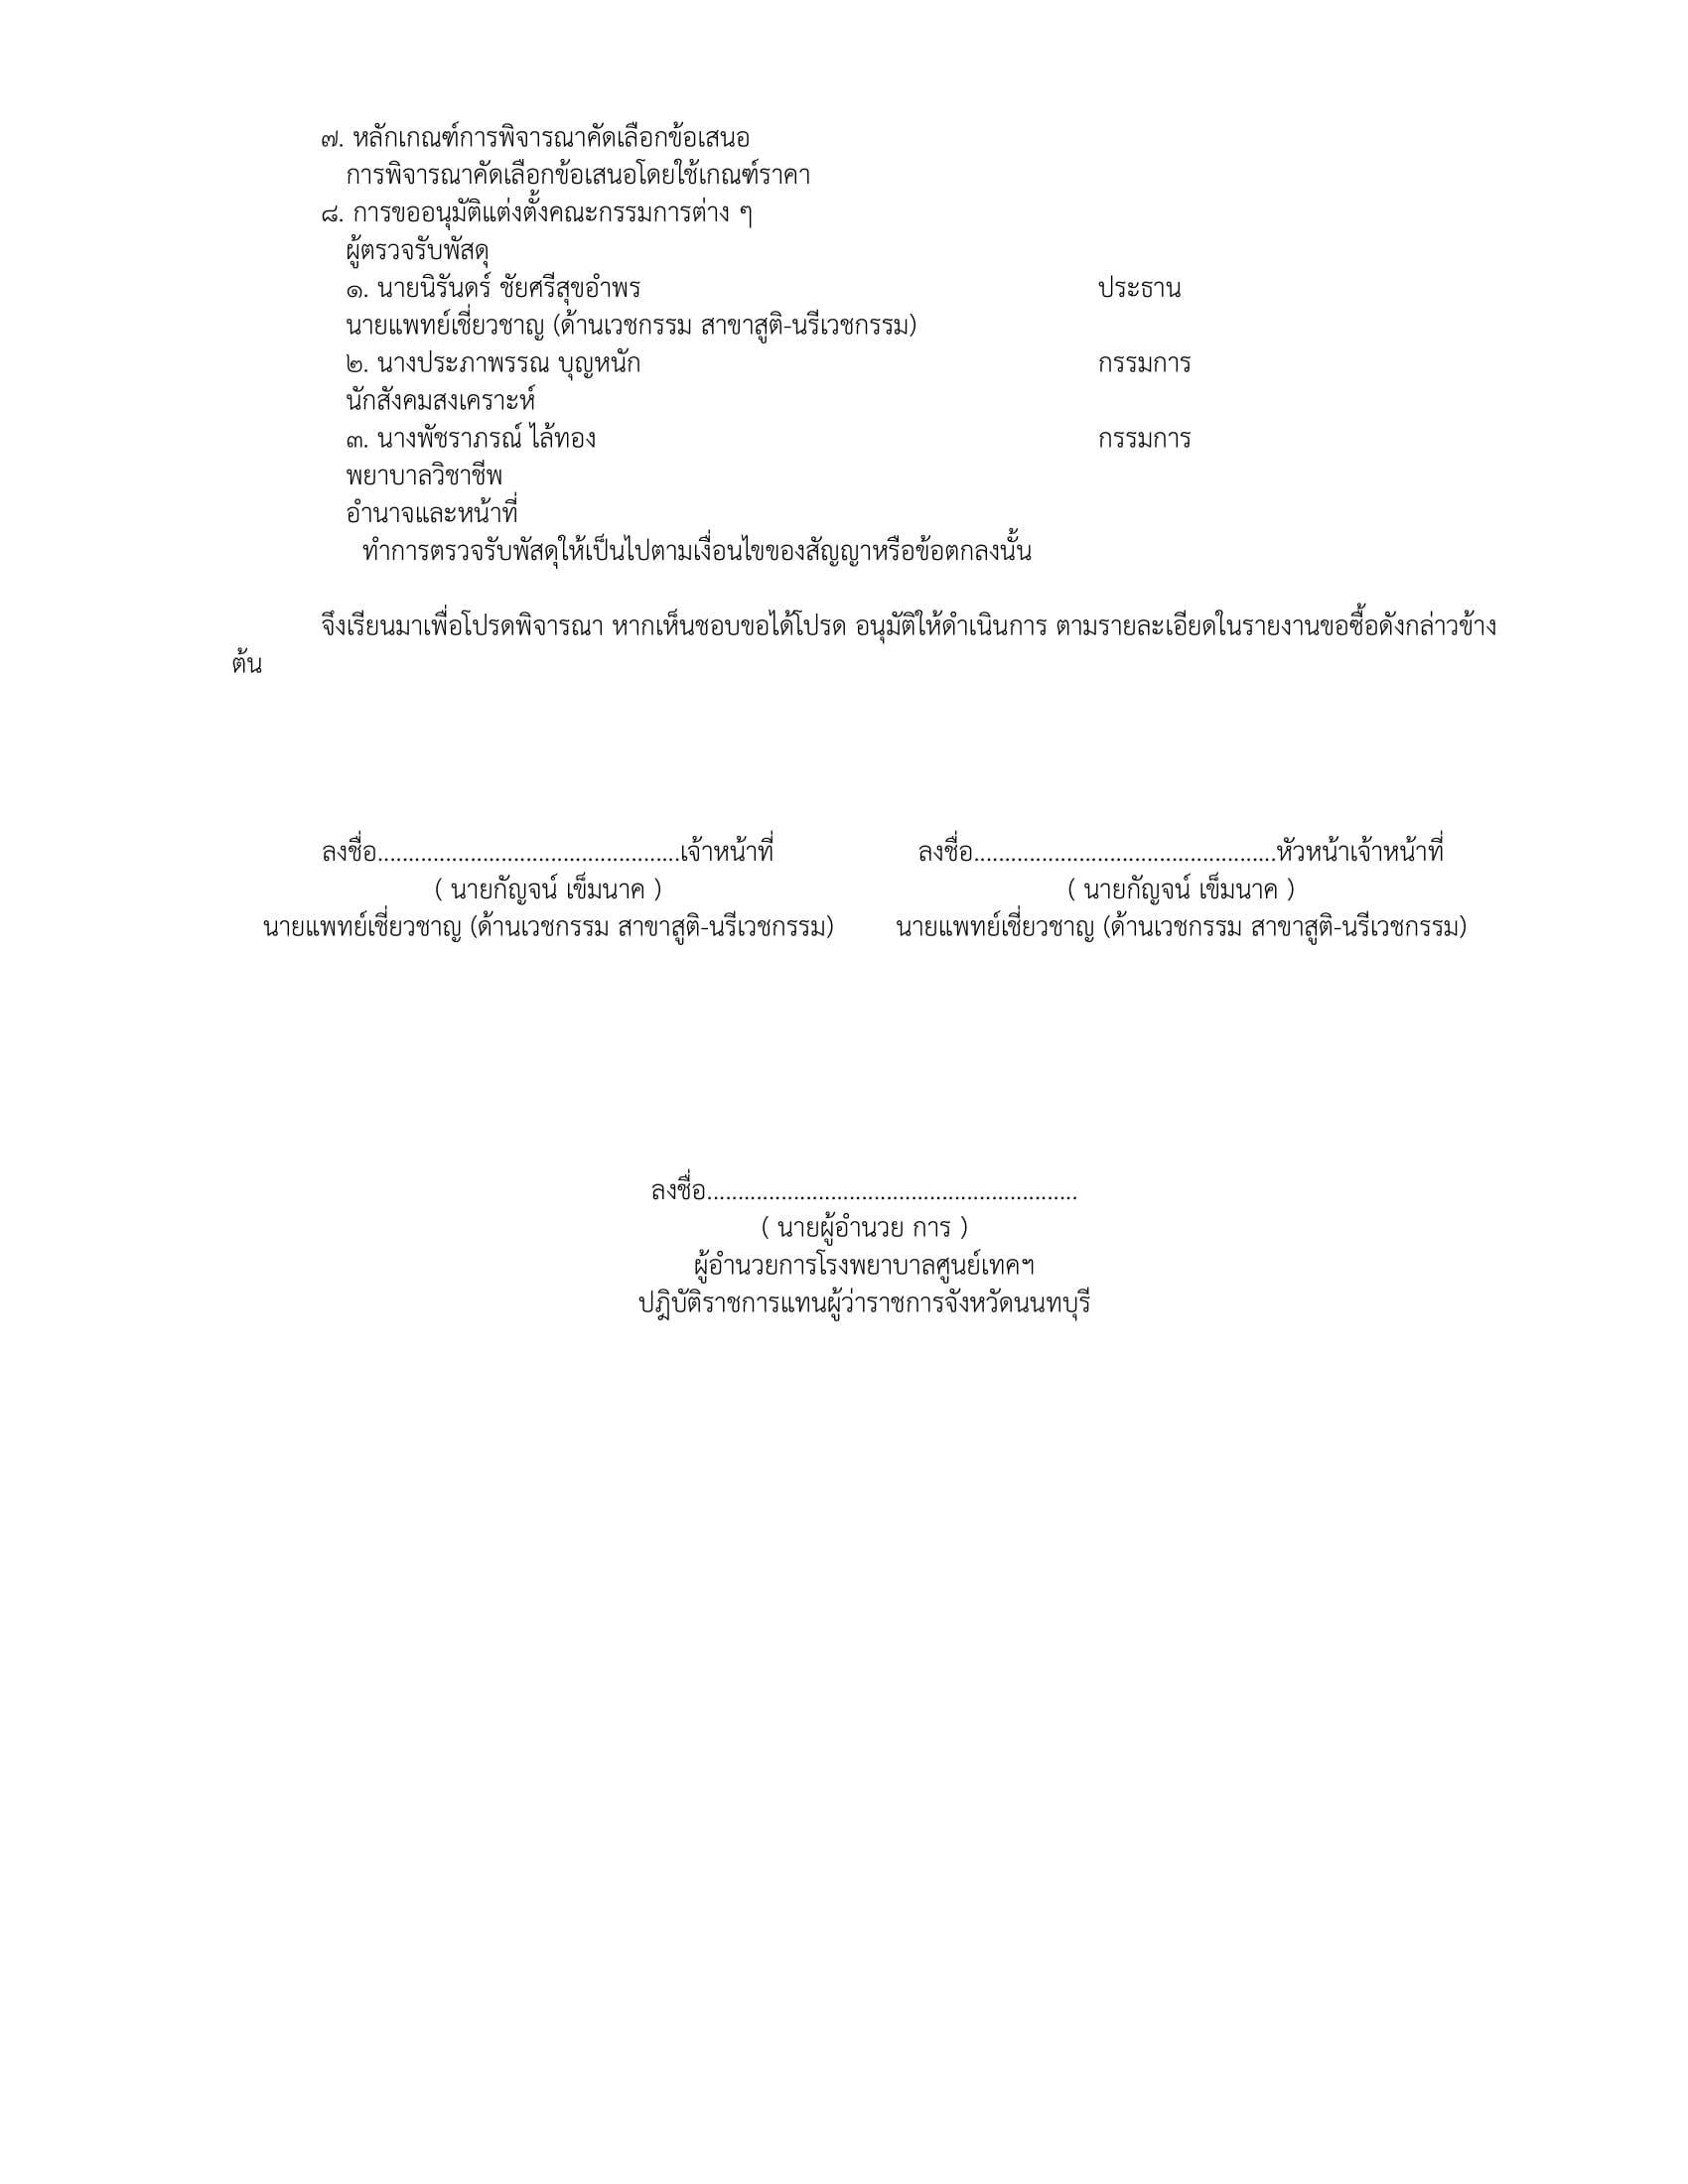 ๗. หลักเกณฑ์การพิจารณาคัดเลือกข้อเสนอ
การพิจารณาคัดเลือกข้อเสนอโดยใช้เกณฑ์ราคา
๘. การขออนุมัติแต่งตั้งคณะกรรมการต่าง ๆ
ผู้ตรวจรับพัสดุ
๑. นายนิรันดร์ ชัยศรีสุขอำพร ประธาน
นายแพทย์เชี่ยวชาญ (ด้านเวชกรรม สาขาสูติ-นรีเวชกรรม)
๒. นางประภาพรรณ บุญหนัก กรรมการ
นักสังคมสงเคราะห์
๓. นางพัชราภรณ์ ไล้ทอง กรรมการ
พยาบาลวิชาชีพ
อำนาจและหน้าที่
ทำการตรวจรับพัสดุให้เป็นไปตามเงื่อนไขของสัญญาหรือข้อตกลงนั้น
จึงเรียนมาเพื่อโปรดพิจารณา หากเห็นชอบขอได้โปรด อนุมัติให้ดำเนินการ ตามรายละเอียดในรายงานขอซื้อดังกล่าวข้าง
ต้น
ลงชื่อ.................................................เจ้าหน้าที่ ลงชื่อ.................................................หัวหน้าเจ้าหน้าที่
( นายกัญจน์ เข็มนาค ) ( นายกัญจน์ เข็มนาค )
นายแพทย์เชี่ยวชาญ (ด้านเวชกรรม สาขาสูติ-นรีเวชกรรม) นายแพทย์เชี่ยวชาญ (ด้านเวชกรรม สาขาสูติ-นรีเวชกรรม)
ลงชื่อ............................................................
( นายผู้อำนวย การ )
ผู้อำนวยการโรงพยาบาลศูนย์เทคฯ
ปฎิบัติราชการแทนผู้ว่าราชการจังหวัดนนทบุรี